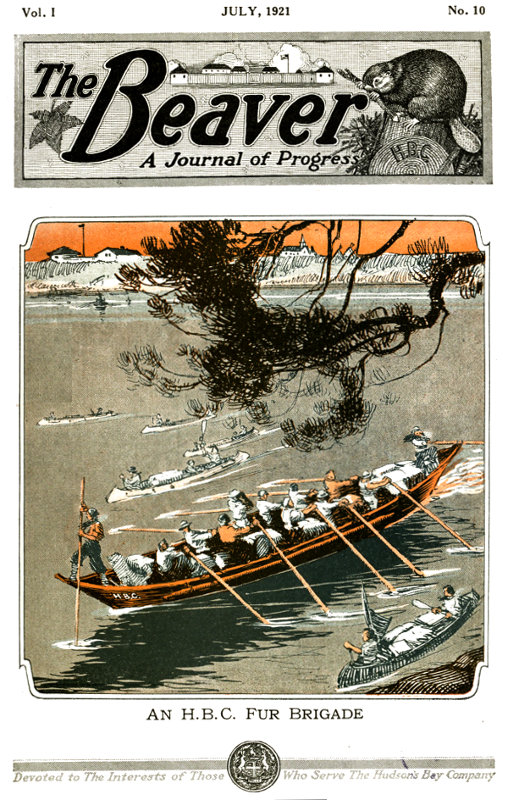 Vol. I JULY, 1921 No. 10
The Beaver
A Journal of Progress
H.B.C.
H.B.C.
AN H.B.C. FUR BRIGADE
Devoted to The Interests of Those Who Serve The Hudson's Bay Company